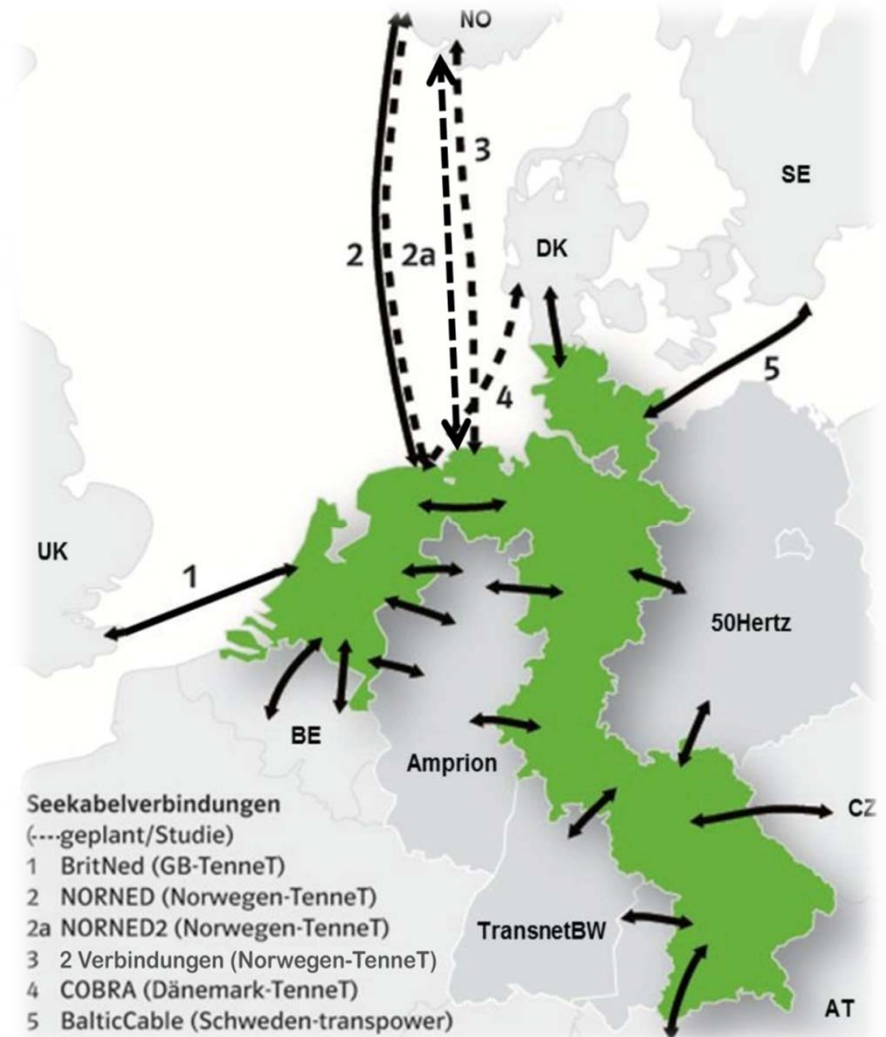 NO
3
SE
2
2a
DK
5
4
UK
1
50Hertz
BE
Amprion
CZ
TransnetBW
AT
Seekabelverbindungen
(----geplant/Studie)
1 BritNed (GB-TenneT)
2 NORNED (Norwegen-TenneT)
2a NORNED2 (Norwegen-TenneT)
3 2 Verbindungen (Norwegen-TenneT)
4 COBRA (Dänemark-TenneT)
5 BalticCable (Schweden-transpower)